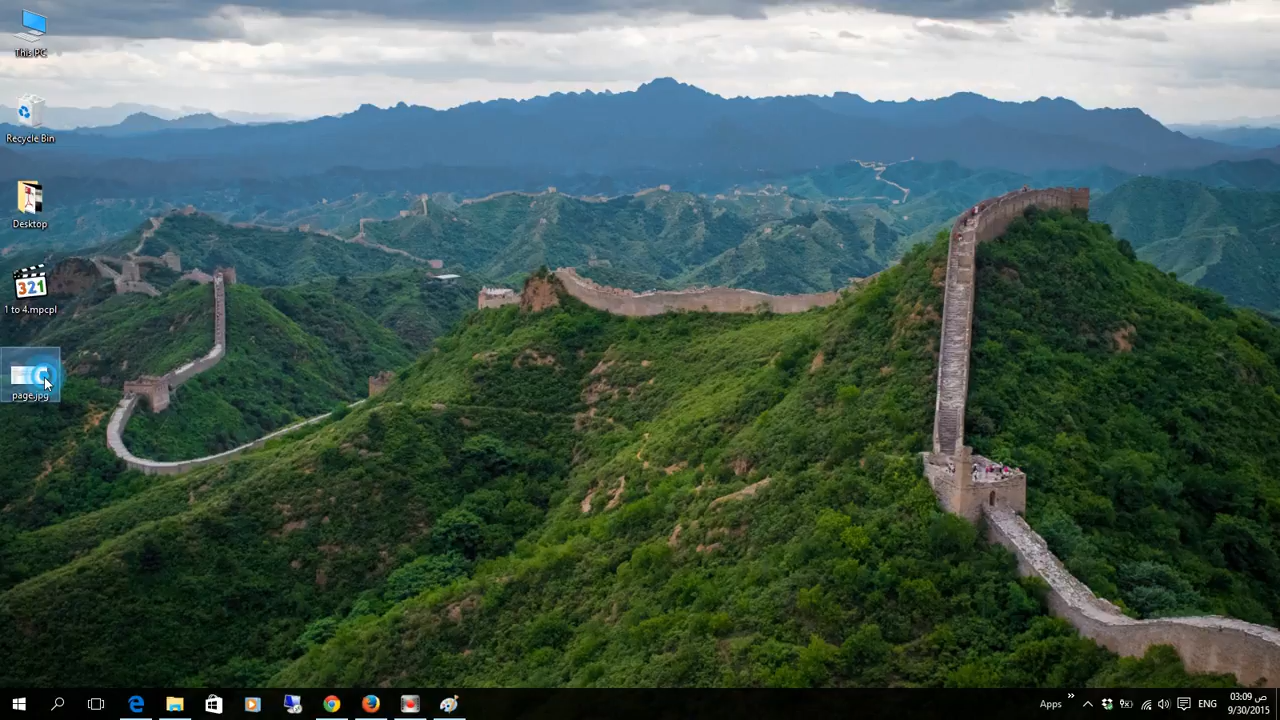 This PC
Recycle Bin
Desktop
321
1 to 4.mpcpl
page.jpg
Apps
ENG
03:09 ص
9/30/2015